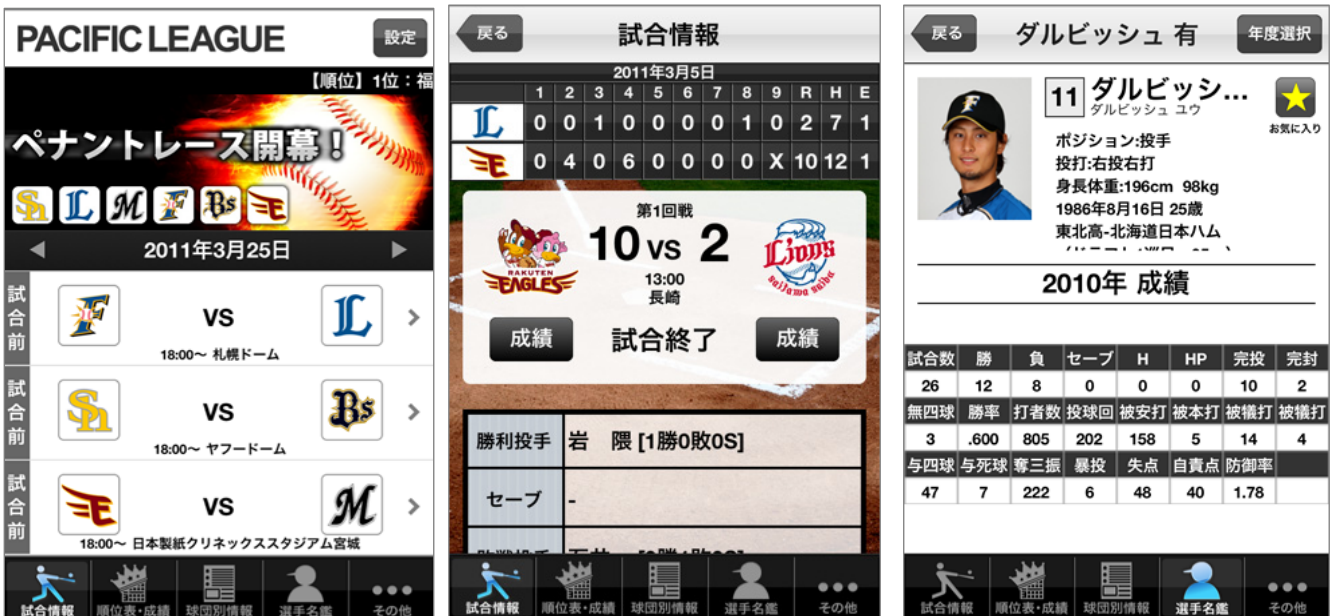 PACIFIC LEAGUE
設定
【順位】1位：福
ペナントレース開幕！
Sh L M F Bs E
2011年3月25日
試合前
F VS L
18:00〜 札幌ドーム
試合前
Sh VS Bs
18:00〜 ヤフードーム
試合前
E VS M
18:00〜 日本製紙クリネックススタジアム宮城
試合情報 順位表・成績 球団別情報 選手名鑑 その他
戻る
試合情報
2011年3月5日
1 2 3 4 5 6 7 8 9 R H E
L 0 0 1 0 0 0 0 1 0 2 7 1
E 0 4 0 6 0 0 0 0 X 10 12 1
第1回戦
10 VS 2
RAKUTEN
EAGLES
Lions
Saitama Seibu
13:00
長崎
成績
試合終了
成績
勝利投手 岩 隈 [1勝0敗0S]
セーブ -
試合情報 順位表・成績 球団別情報 選手名鑑 その他
戻る
ダルビッシュ 有
年度選択
11 ダルビッシ...
ダルビッシュ ユウ
お気に入り
ポジション:投手
投打:右投右打
身長体重:196cm 98kg
1986年8月16日 25歳
東北高-北海道日本ハム
2010年 成績
試合数 勝 負 セーブ H HP 完投 完封
26 12 8 0 0 0 10 2
無四球 勝率 打者数 投球回 被安打 被本打 被犠打 被犠打
3 .600 805 202 158 5 14 4
与四球 与死球 奪三振 暴投 失点 自責点 防御率
47 7 222 6 48 40 1.78
試合情報 順位表・成績 球団別情報 選手名鑑 その他